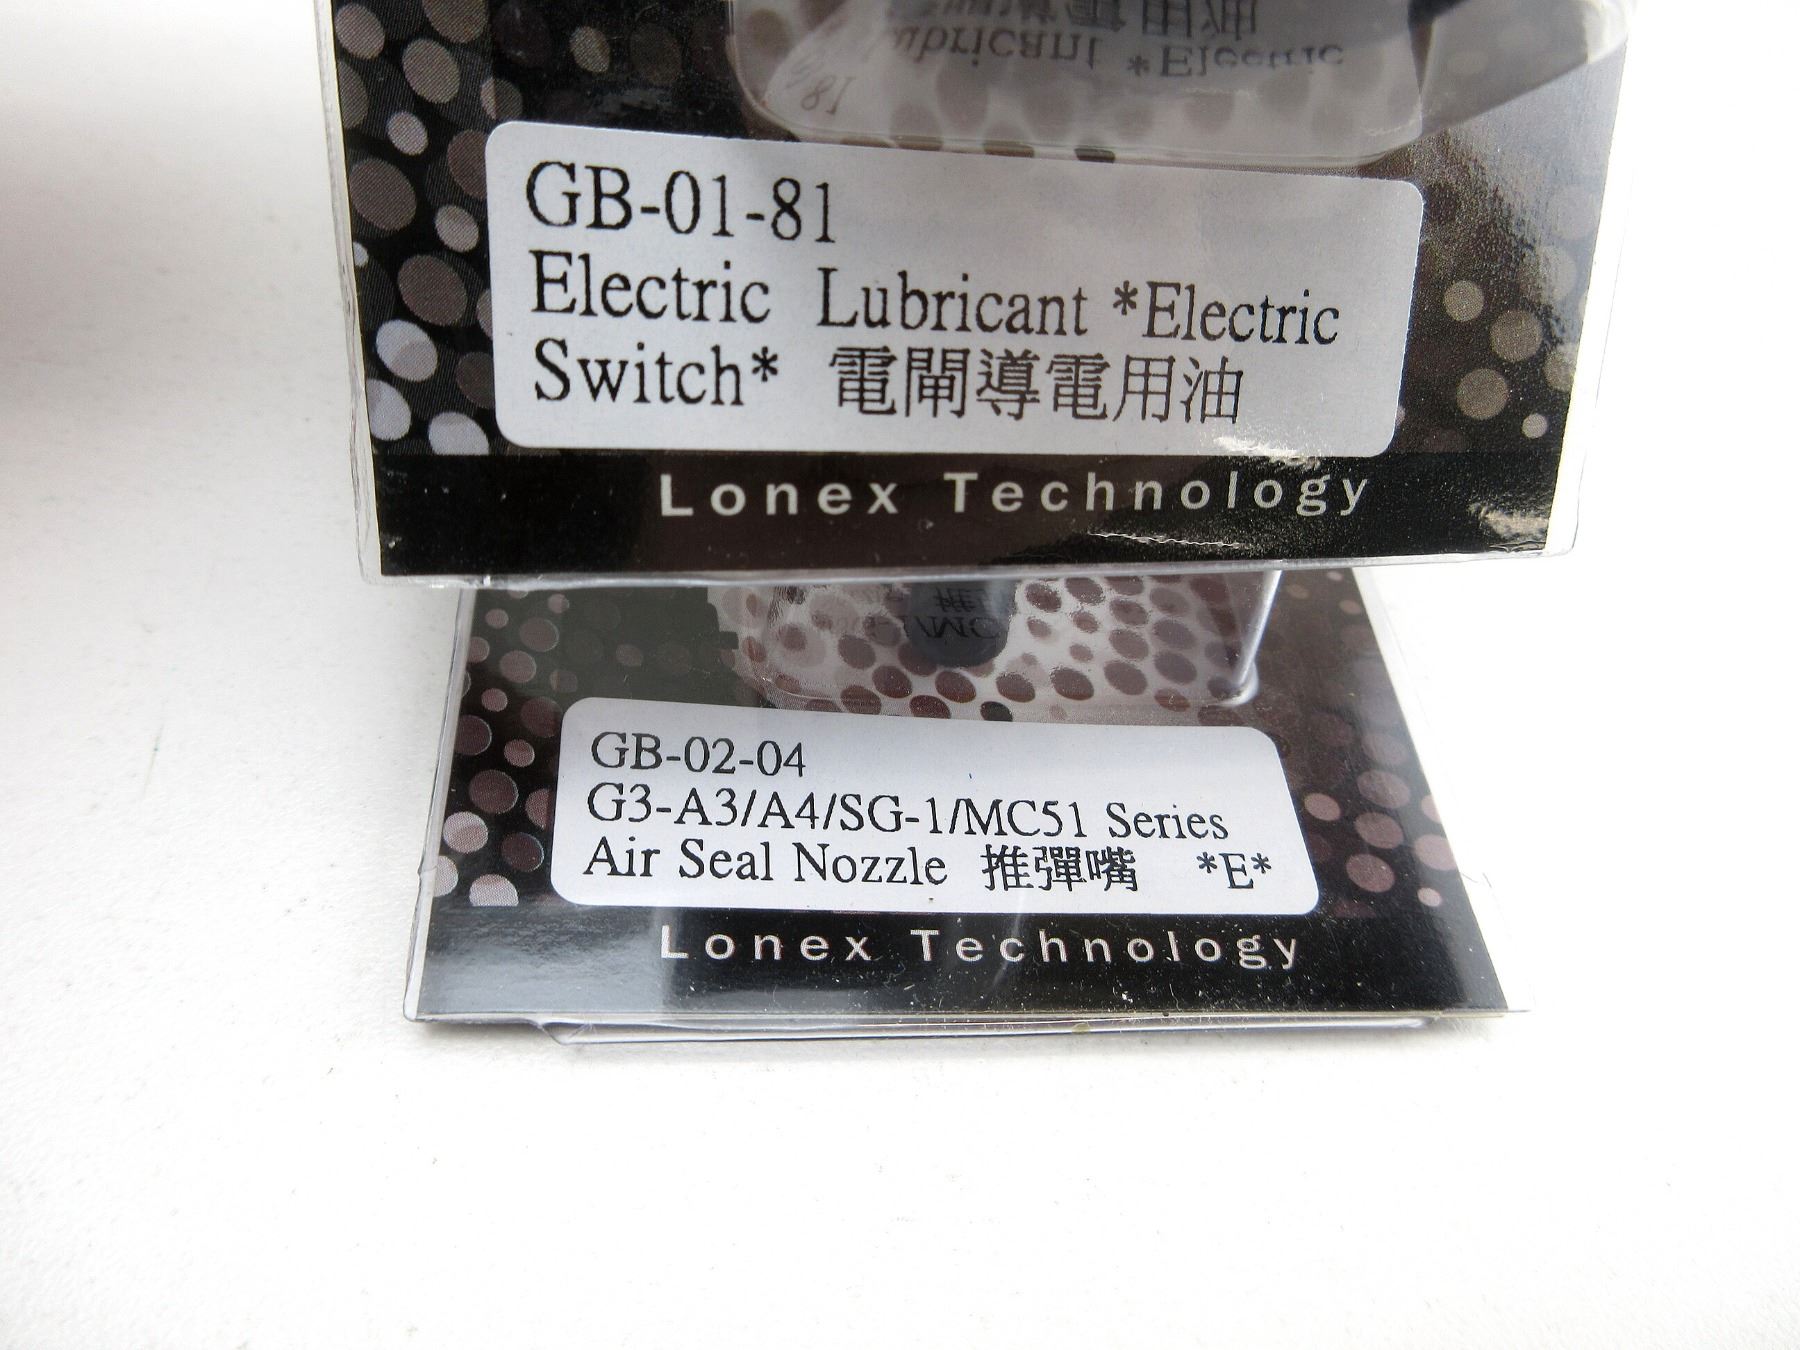 GB-01-81
Electric Lubricant *Electric
Switch* 電閘導電用油
Lonex Technology
GB-02-04
G3-A3/A4/SG-1/MC51 Series
Air Seal Nozzle 推彈嘴 *E*
Lonex Technology